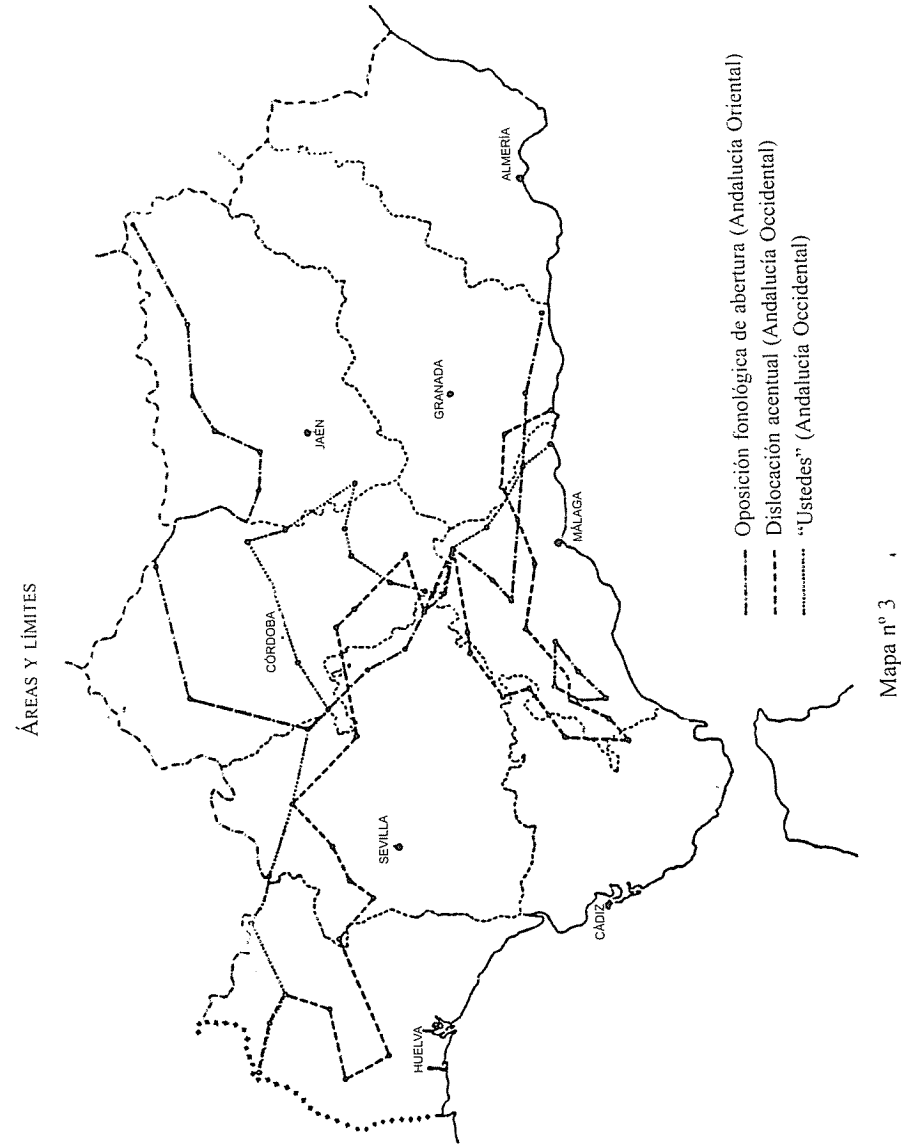 ÁREAS Y LÍMITES
CÓRDOBA
JAÉN
SEVILLA
GRANADA
ALMERÍA
HUELVA
MÁLAGA
CÁDIZ
Oposición fonológica de abertura (Andalucía Oriental)
Dislocación acentual (Andalucía Occidental)
“Ustedes” (Andalucía Occidental)
Mapa nº 3